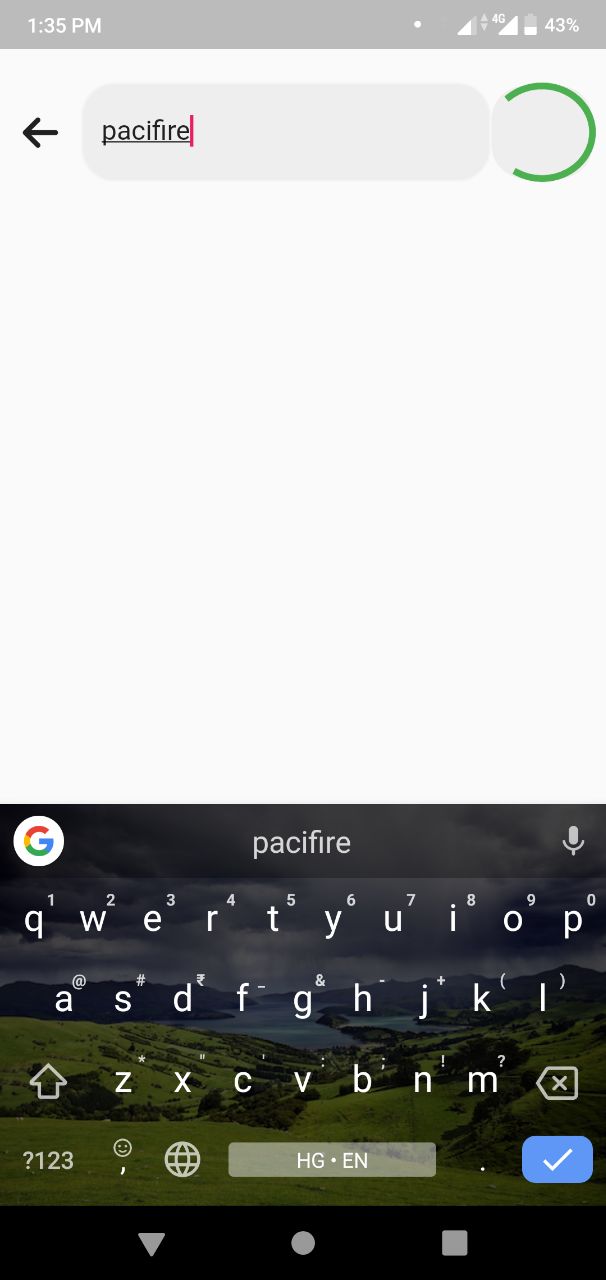 1:35 PM
4G
43%
pacifire
pacifire
q 1 w 2 e 3 r 4 t 5 y 6 u 7 i 8 o 9 p 0
a @ s # d ₹ f _ g & h - j + k ( l )
z * x " c ' v : b ; n ! m ?
?123 , HG • EN .